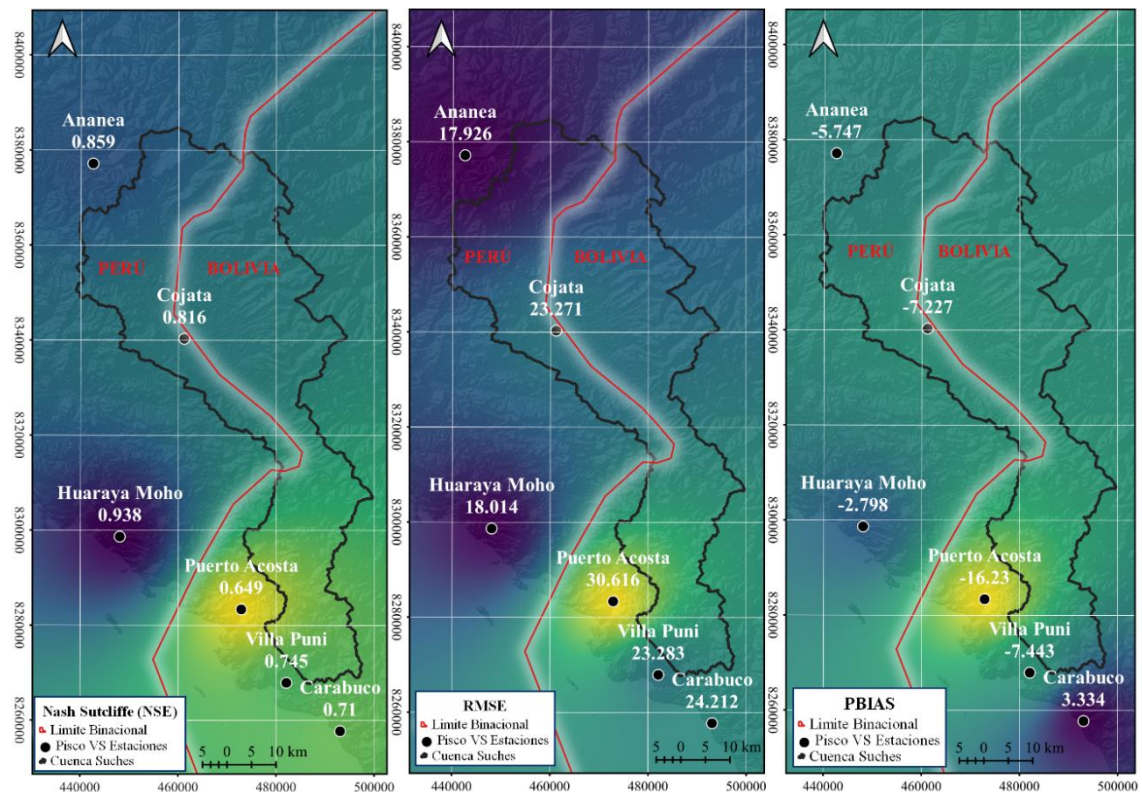 8400000
8380000
8360000
8340000
8320000
8300000
8280000
8260000
Ananea
0.859
PERÚ
BOLIVIA
Cojata
0.816
Huaraya Moho
0.938
Puerto Acosta
0.649
Villa Puni
0.745
Carabuco
0.71
Nash Sutcliffe (NSE)
Limite Binacional
Pisco VS Estaciones
Cuenca Suches
5 0 5 10 km
440000 460000 480000 500000
8400000
8380000
8360000
8340000
8320000
8300000
8280000
8260000
Ananea
17.926
PERÚ
BOLIVIA
Cojata
23.271
Huaraya Moho
18.014
Puerto Acosta
30.616
Villa Puni
23.283
Carabuco
24.212
RMSE
Limite Binacional
Pisco VS Estaciones
Cuenca Suches
5 0 5 10 km
440000 460000 480000 500000
8400000
8380000
8360000
8340000
8320000
8300000
8280000
8260000
Ananea
-5.747
PERÚ
BOLIVIA
Cojata
-7.227
Huaraya Moho
-2.798
Puerto Acosta
-16.23
Villa Puni
-7.443
Carabuco
3.334
PBIAS
Limite Binacional
Pisco VS Estaciones
Cuenca Suches
5 0 5 10 km
440000 460000 480000 500000